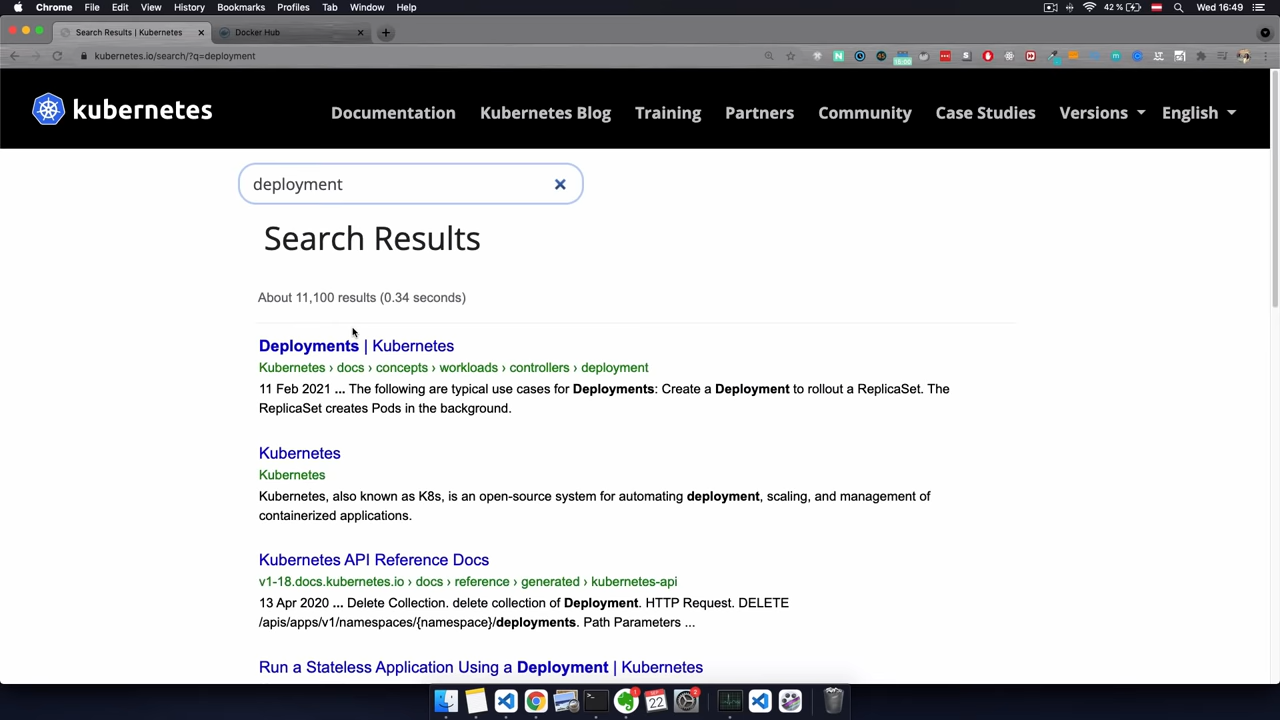 Chrome File Edit View History Bookmarks Profiles Tab Window Help 42 % Wed 16:49
Search Results | Kubernetes Docker Hub
kubernetes.io/search/?q=deployment
kubernetes Documentation Kubernetes Blog Training Partners Community Case Studies Versions English
deployment
Search Results
About 11,100 results (0.34 seconds)
Deployments | Kubernetes
Kubernetes › docs › concepts › workloads › controllers › deployment
11 Feb 2021 ... The following are typical use cases for Deployments: Create a Deployment to rollout a ReplicaSet. The
ReplicaSet creates Pods in the background.
Kubernetes
Kubernetes
Kubernetes, also known as K8s, is an open-source system for automating deployment, scaling, and management of
containerized applications.
Kubernetes API Reference Docs
v1-18.docs.kubernetes.io › docs › reference › generated › kubernetes-api
13 Apr 2020 ... Delete Collection. delete collection of Deployment. HTTP Request. DELETE
/apis/apps/v1/namespaces/{namespace}/deployments. Path Parameters ...
Run a Stateless Application Using a Deployment | Kubernetes
22